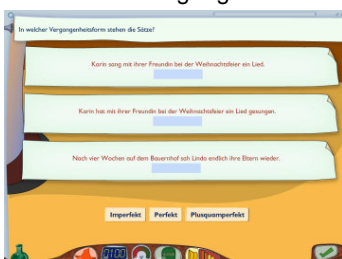 In welcher Vergangenheitsform stehen die Sätze?
Karin sang mit ihrer Freundin bei der Weihnachtsfeier ein Lied.
Karin hat mit ihrer Freundin bei der Weihnachtsfeier ein Lied gesungen.
Nach vier Wochen auf dem Bauernhof sah Linda endlich ihre Eltern wieder.
Imperfekt Perfekt Plusquamperfekt